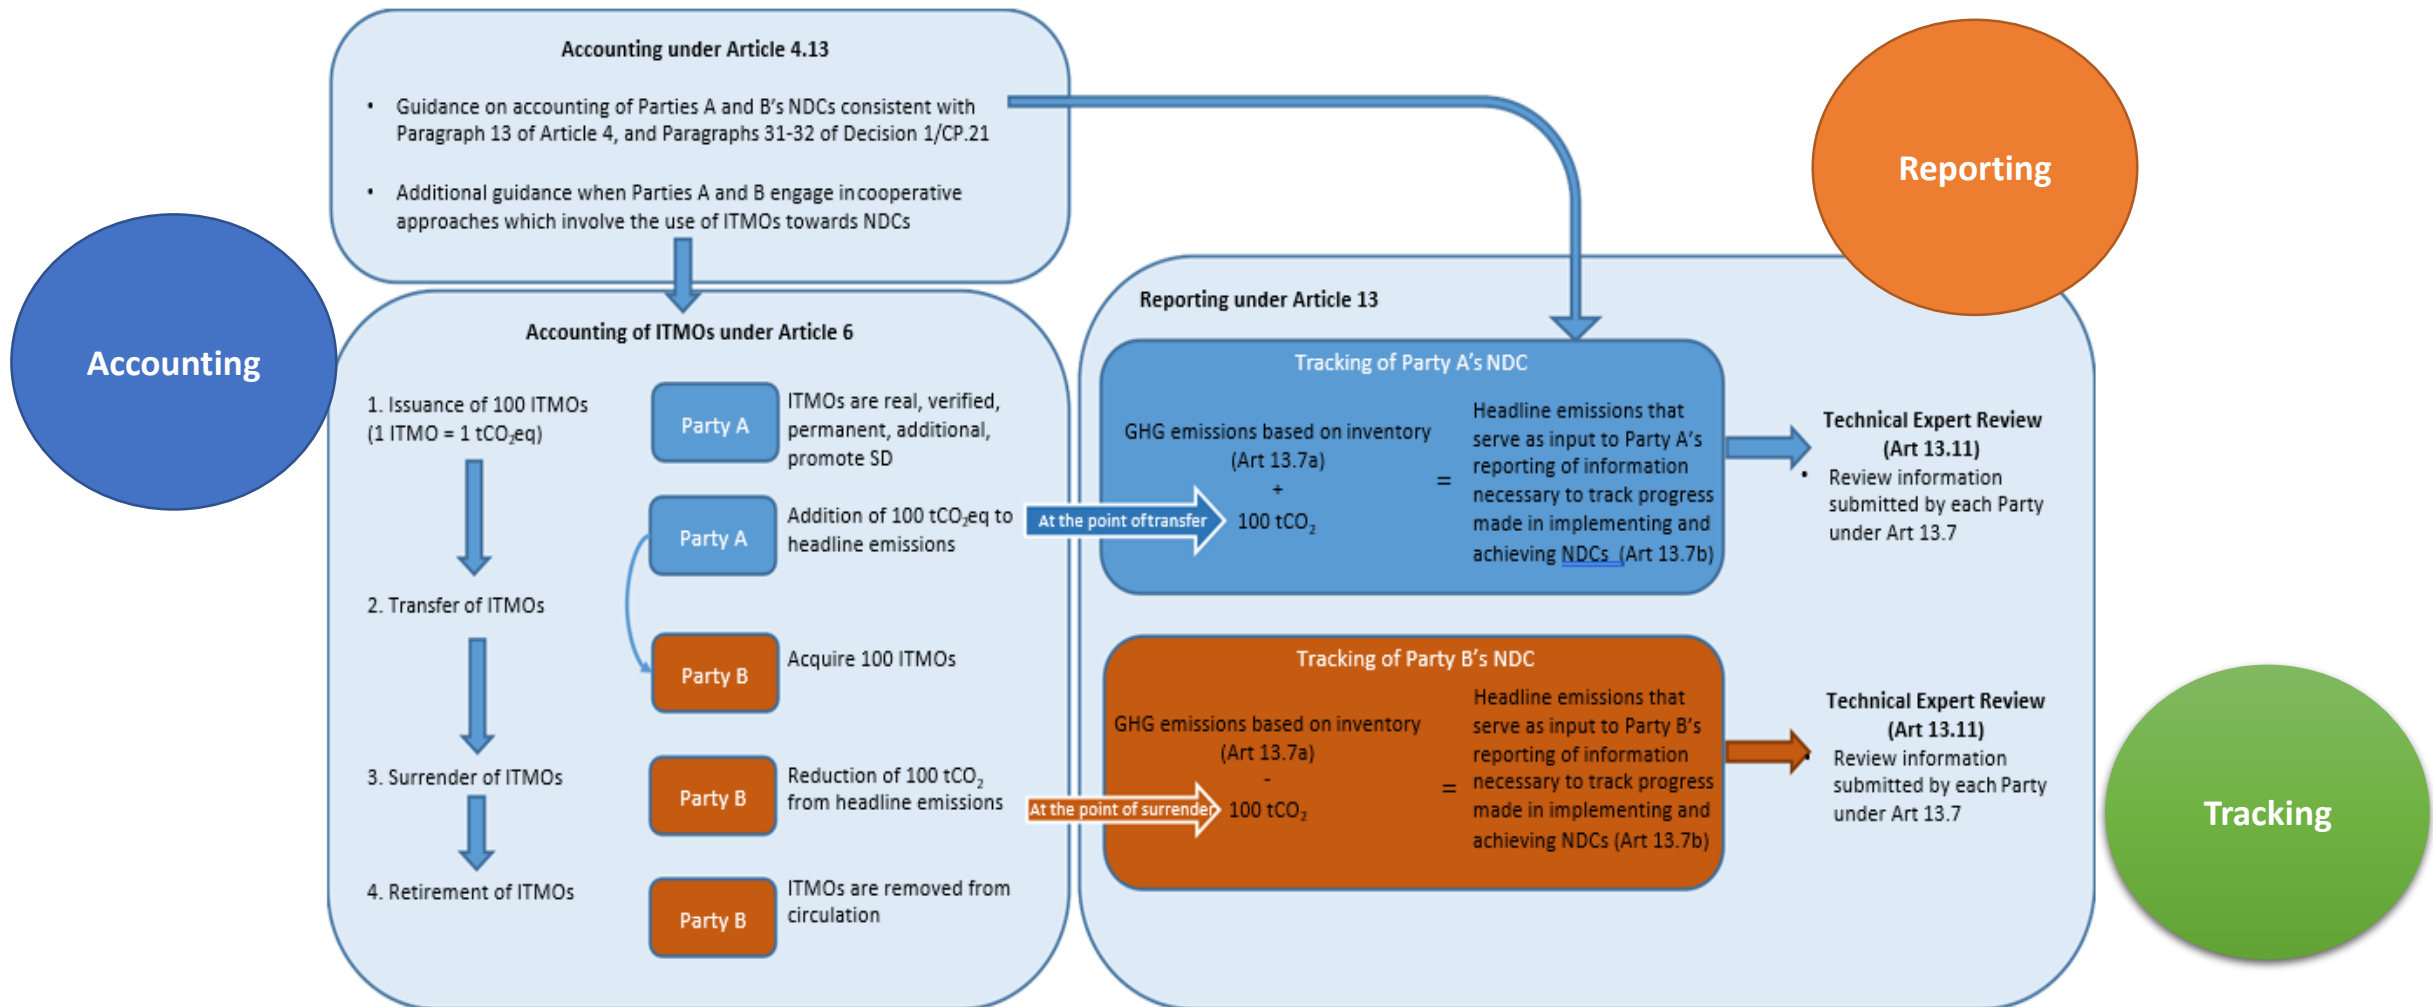 Accounting under Article 4.13
• Guidance on accounting of Parties A and B's NDCs consistent with
Paragraph 13 of Article 4, and Paragraphs 31-32 of Decision 1/CP.21
• Additional guidance when Parties A and B engage incooperative
approaches which involve the use of ITMOs towards NDCs
Accounting
Accounting of ITMOs under Article 6
1. Issuance of 100 ITMOs
(1 ITMO = 1 tCO₂eq)
Party A
ITMOs are real, verified,
permanent, additional,
promote SD
Party A
Addition of 100 tCO₂eq to
headline emissions
2. Transfer of ITMOs
Party B
Acquire 100 ITMOs
3. Surrender of ITMOs
Party B
Reduction of 100 tCO₂
from headline emissions
4. Retirement of ITMOs
Party B
ITMOs are removed from
circulation
At the point of transfer
At the point of surrender
Reporting
Reporting under Article 13
Tracking of Party A's NDC
GHG emissions based on inventory
(Art 13.7a)
+
100 tCO₂
=
Headline emissions that
serve as input to Party A's
reporting of information
necessary to track progress
made in implementing and
achieving NDCs (Art 13.7b)
Technical Expert Review
(Art 13.11)
• Review information
submitted by each Party
under Art 13.7
Tracking of Party B's NDC
GHG emissions based on inventory
(Art 13.7a)
-
100 tCO₂
=
Headline emissions that
serve as input to Party B's
reporting of information
necessary to track progress
made in implementing and
achieving NDCs (Art 13.7b)
Technical Expert Review
(Art 13.11)
• Review information
submitted by each Party
under Art 13.7
Tracking